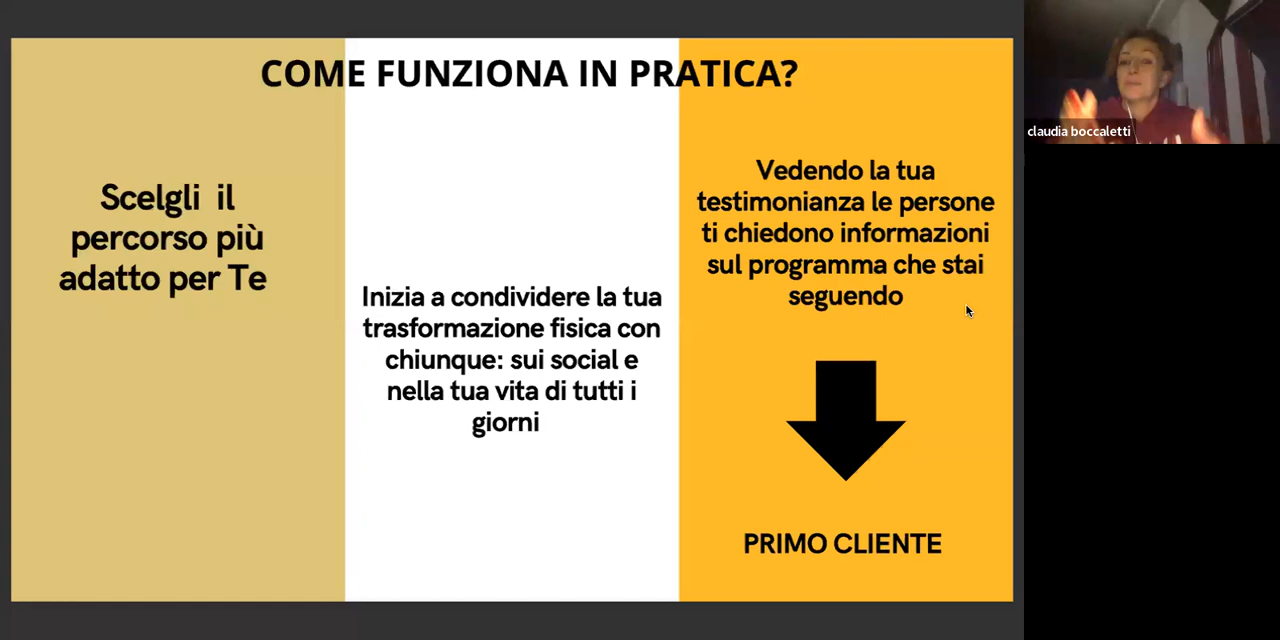 COME FUNZIONA IN PRATICA?
Scelgli il
percorso più
adatto per Te
Inizia a condividere la tua
trasformazione fisica con
chiunque: sui social e
nella tua vita di tutti i
giorni
Vedendo la tua
testimonianza le persone
ti chiedono informazioni
sul programma che stai
seguendo
PRIMO CLIENTE
claudia boccaletti